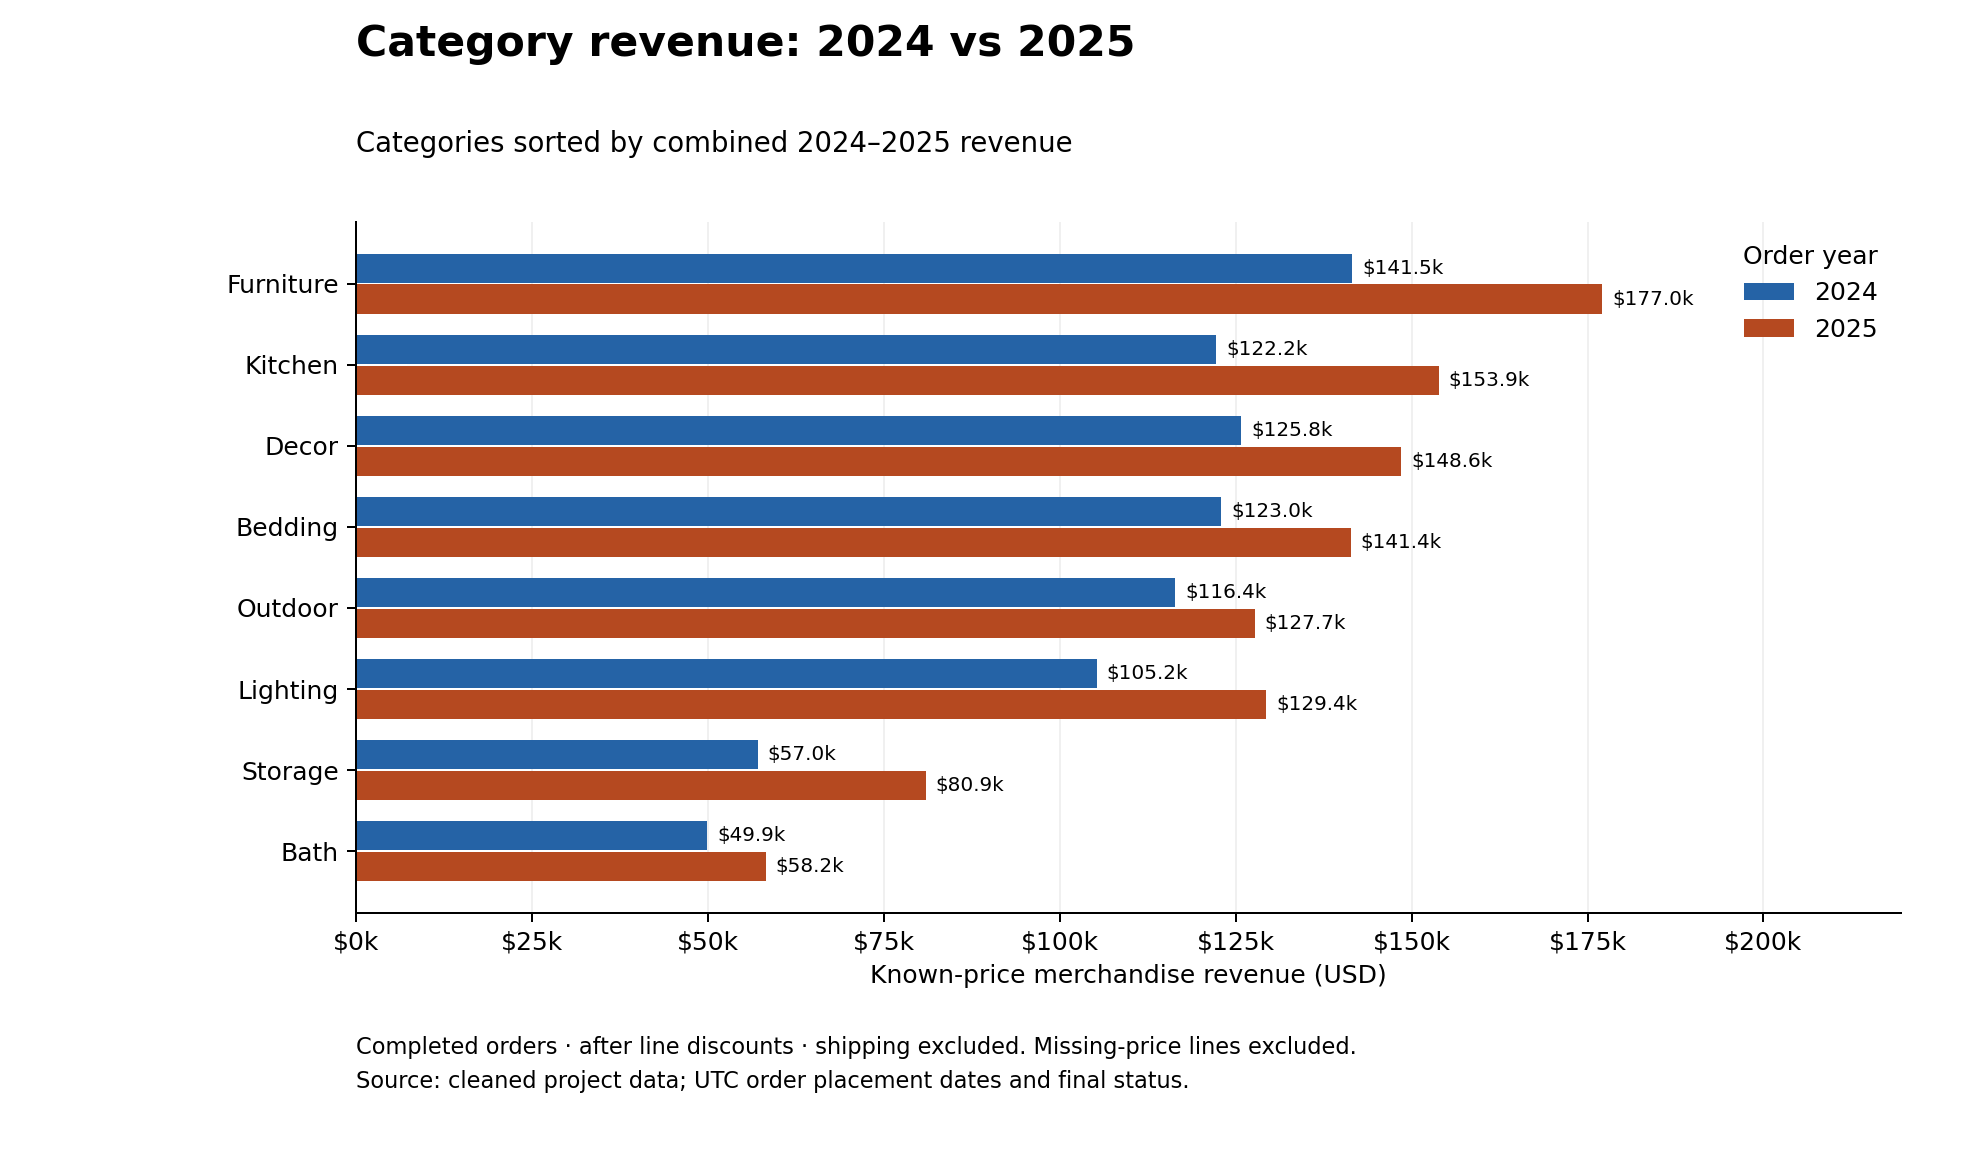 Category revenue: 2024 vs 2025
Categories sorted by combined 2024–2025 revenue
Order year
2024
2025
Furniture
$141.5k
$177.0k
Kitchen
$122.2k
$153.9k
Decor
$125.8k
$148.6k
Bedding
$123.0k
$141.4k
Outdoor
$116.4k
$127.7k
Lighting
$105.2k
$129.4k
Storage
$57.0k
$80.9k
Bath
$49.9k
$58.2k
$0k $25k $50k $75k $100k $125k $150k $175k $200k
Known-price merchandise revenue (USD)
Completed orders · after line discounts · shipping excluded. Missing-price lines excluded.
Source: cleaned project data; UTC order placement dates and final status.